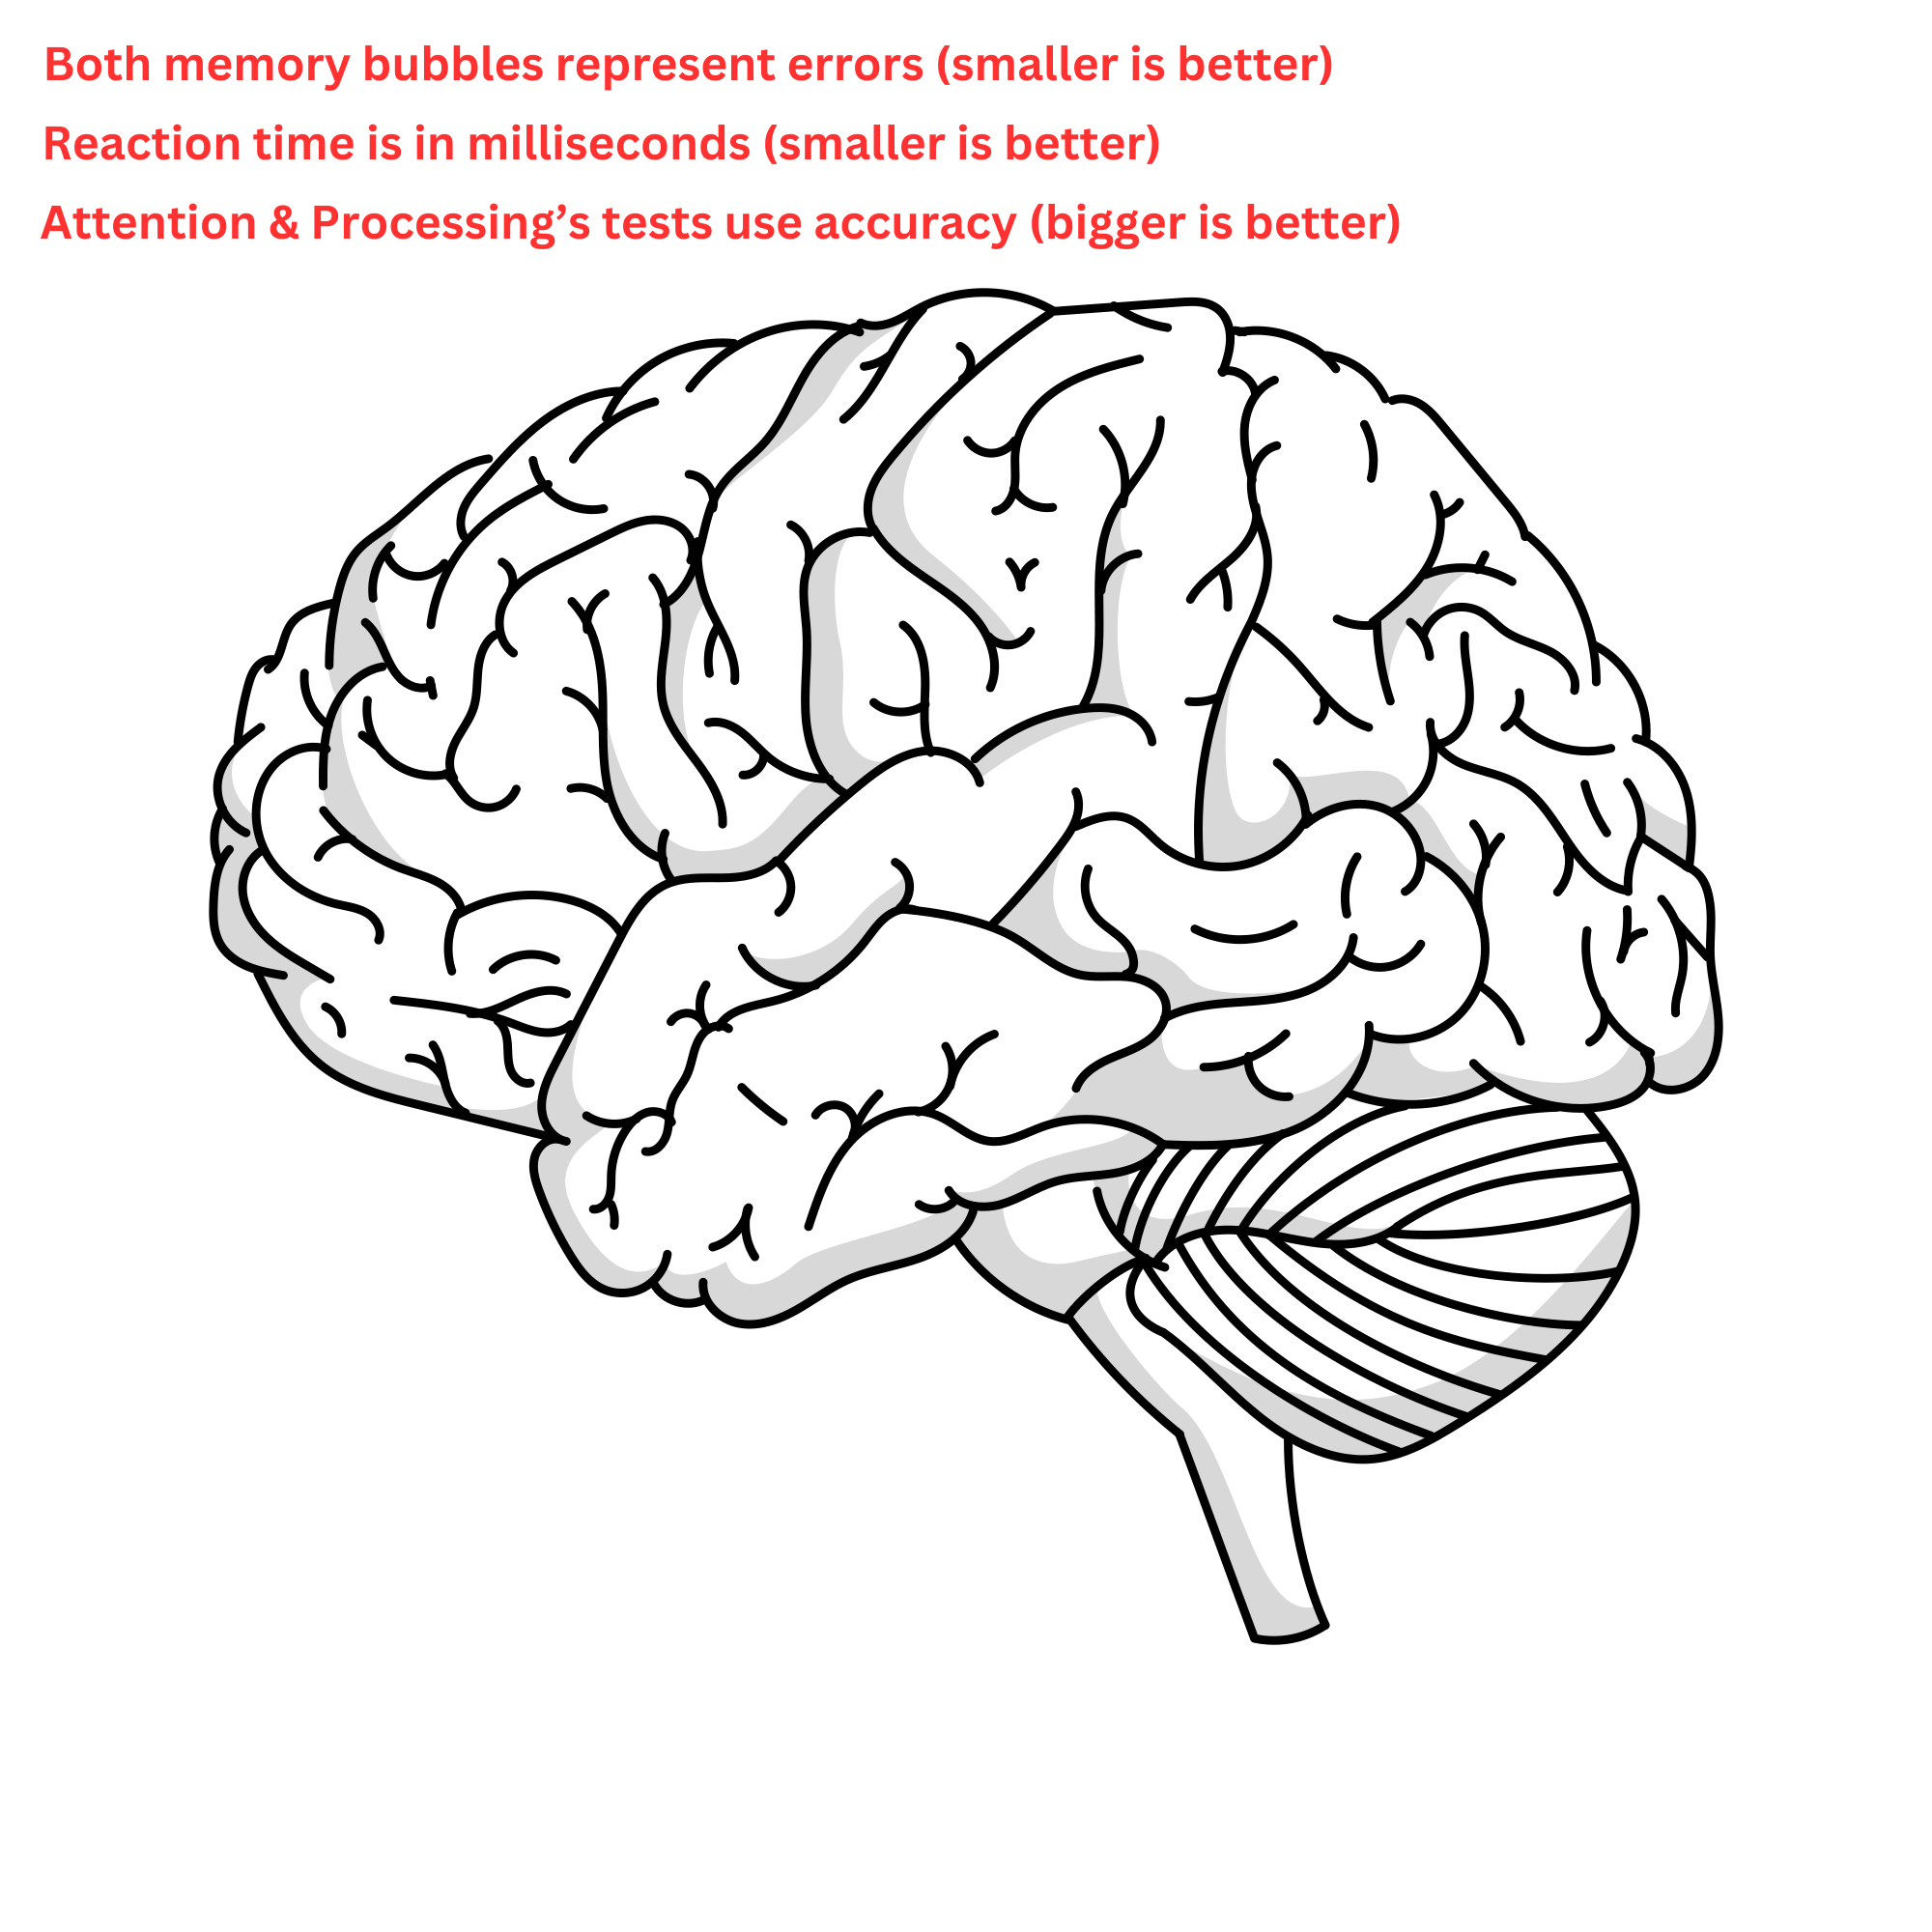 Both memory bubbles represent errors (smaller is better)
Reaction time is in milliseconds (smaller is better)
Attention & Processing’s tests use accuracy (bigger is better)